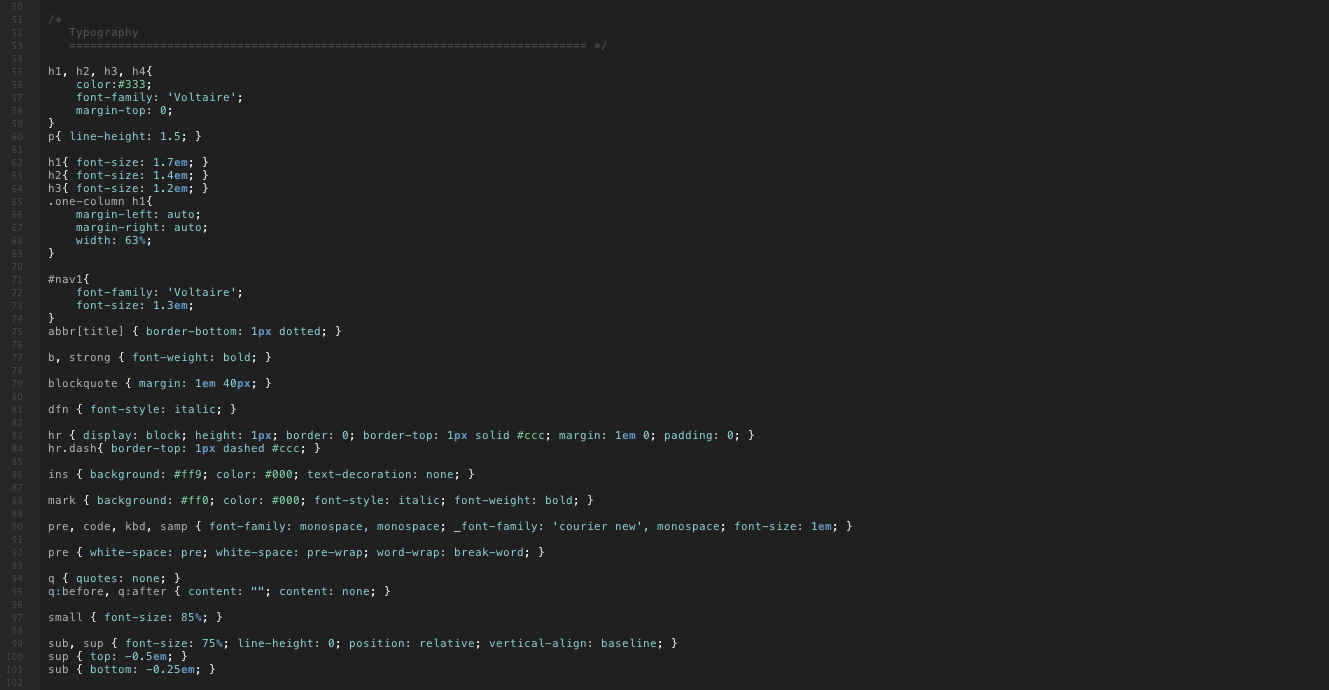 50
51 /*
52    Typography
53    ========================================================================== */
54
55 h1, h2, h3, h4{
56     color:#333;
57     font-family: 'Voltaire';
58     margin-top: 0;
59 }
60 p{ line-height: 1.5; }
61
62 h1{ font-size: 1.7em; }
63 h2{ font-size: 1.4em; }
64 h3{ font-size: 1.2em; }
65 .one-column h1{
66     margin-left: auto;
67     margin-right: auto;
68     width: 63%;
69 }
70
71 #nav1{
72     font-family: 'Voltaire';
73     font-size: 1.3em;
74 }
75 abbr[title] { border-bottom: 1px dotted; }
76
77 b, strong { font-weight: bold; }
78
79 blockquote { margin: 1em 40px; }
80
81 dfn { font-style: italic; }
82
83 hr { display: block; height: 1px; border: 0; border-top: 1px solid #ccc; margin: 1em 0; padding: 0; }
84 hr.dash{ border-top: 1px dashed #ccc; }
85
86 ins { background: #ff9; color: #000; text-decoration: none; }
87
88 mark { background: #ff0; color: #000; font-style: italic; font-weight: bold; }
89
90 pre, code, kbd, samp { font-family: monospace, monospace; _font-family: 'courier new', monospace; font-size: 1em; }
91
92 pre { white-space: pre; white-space: pre-wrap; word-wrap: break-word; }
93
94 q { quotes: none; }
95 q:before, q:after { content: ""; content: none; }
96
97 small { font-size: 85%; }
98
99 sub, sup { font-size: 75%; line-height: 0; position: relative; vertical-align: baseline; }
100 sup { top: -0.5em; }
101 sub { bottom: -0.25em; }
102